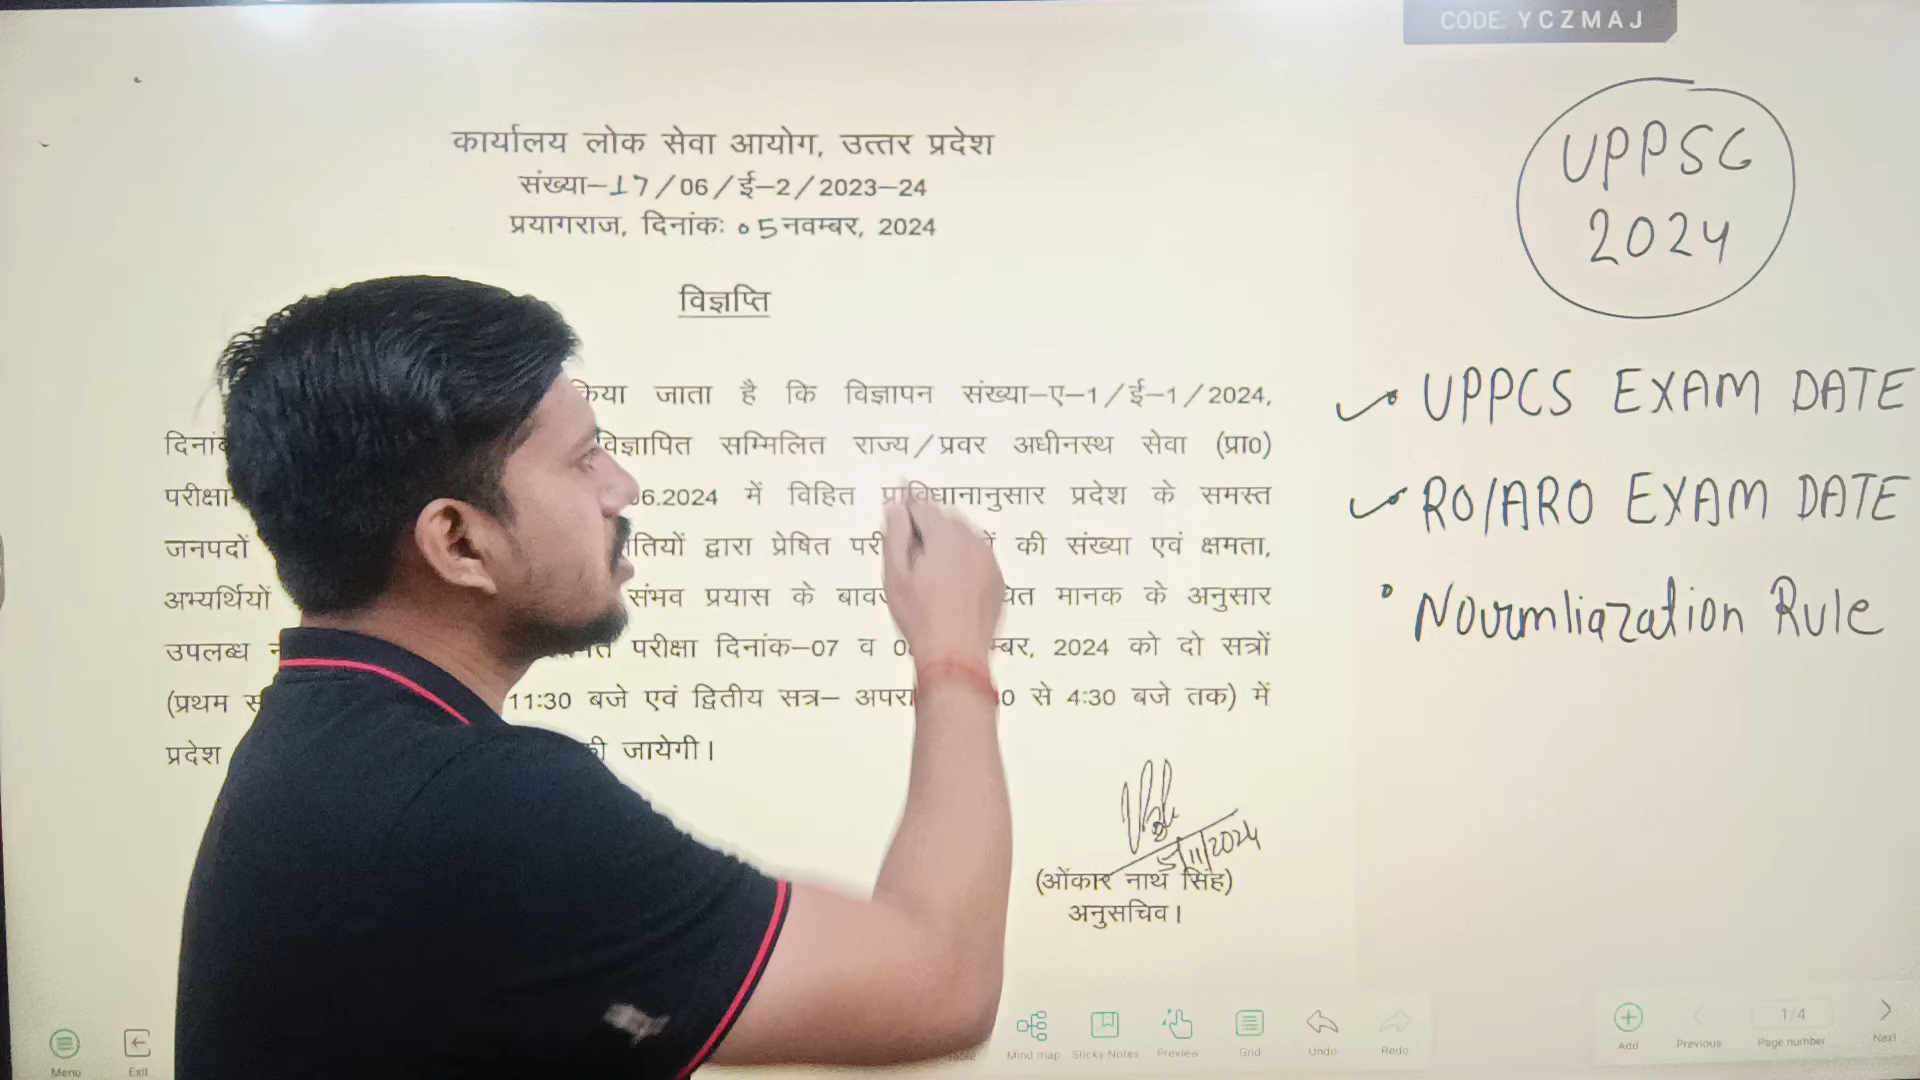 CODE: YCZMAJ
कार्यालय लोक सेवा आयोग, उत्तर प्रदेश
संख्या–17/06/ई–2/2023–24
प्रयागराज, दिनांकः 05 नवम्बर, 2024
विज्ञप्ति
जाता है कि विज्ञापन संख्या–ए–1/ई–1/2024,
विज्ञापित सम्मिलित राज्य/प्रवर अधीनस्थ सेवा (प्रा0)
परीक्षा 06.2024 में विहित प्राविधानानुसार प्रदेश के समस्त
जनपदों द्वारा प्रेषित की संख्या एवं क्षमता,
अभ्यर्थियों संभव प्रयास के मानक के अनुसार
उपलब्ध परीक्षा दिनांक–07 व 2024 को दो सत्रों
(प्रथम 11:30 बजे एवं द्वितीय सत्र– से 4:30 बजे तक) में
प्रदेश जायेगी।
5/11/2024
(ओंकार नाथ सिंह)
अनुसचिव।
UPPSC
2024
UPPCS EXAM DATE
RO/ARO EXAM DATE
Nourmliazation Rule
Menu
Exit
Mind map
Sticky Notes
Preview
Grid
Undo
Redo
Add
Previous
1/4
Page number
Next